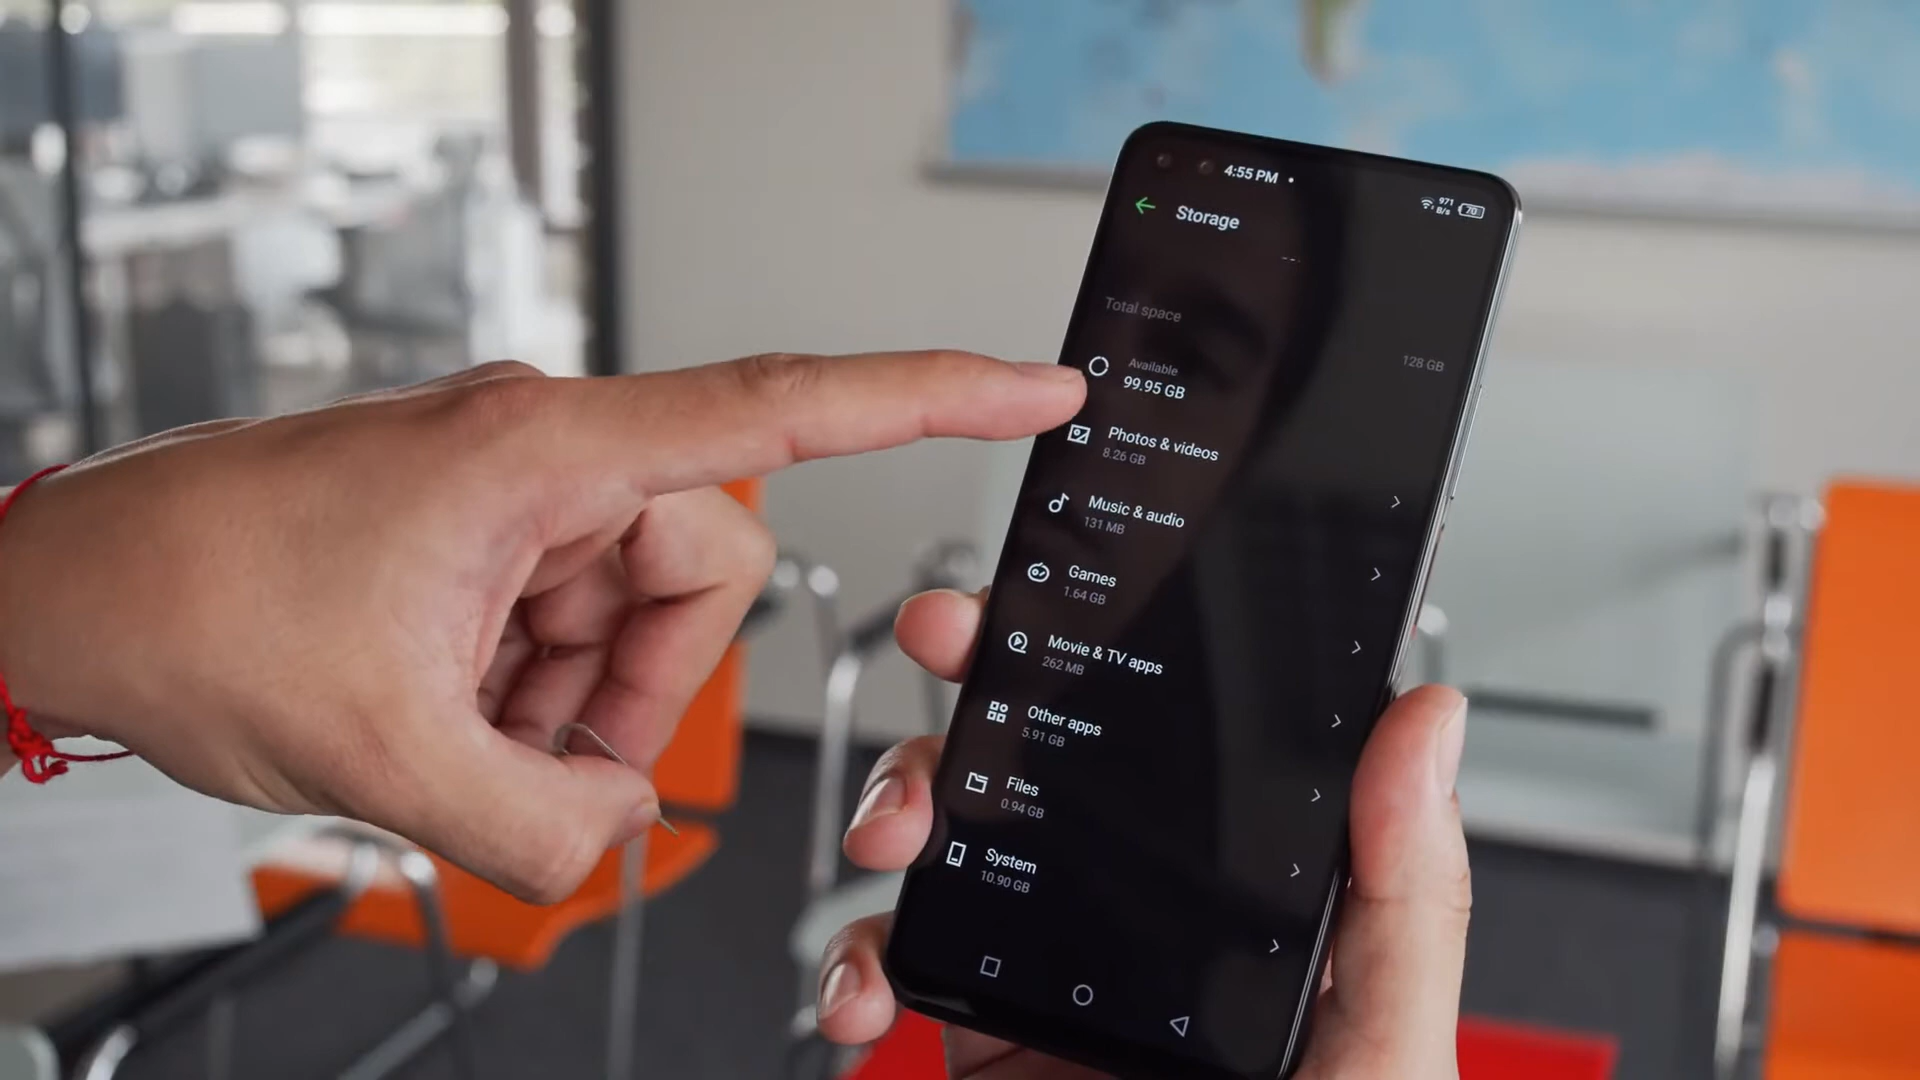 4:55 PM
971
B/s
70
Storage
Total space
128 GB
Available
99.95 GB
Photos & videos
8.26 GB
Music & audio
131 MB
Games
1.64 GB
Movie & TV apps
262 MB
Other apps
5.91 GB
Files
0.94 GB
System
10.90 GB